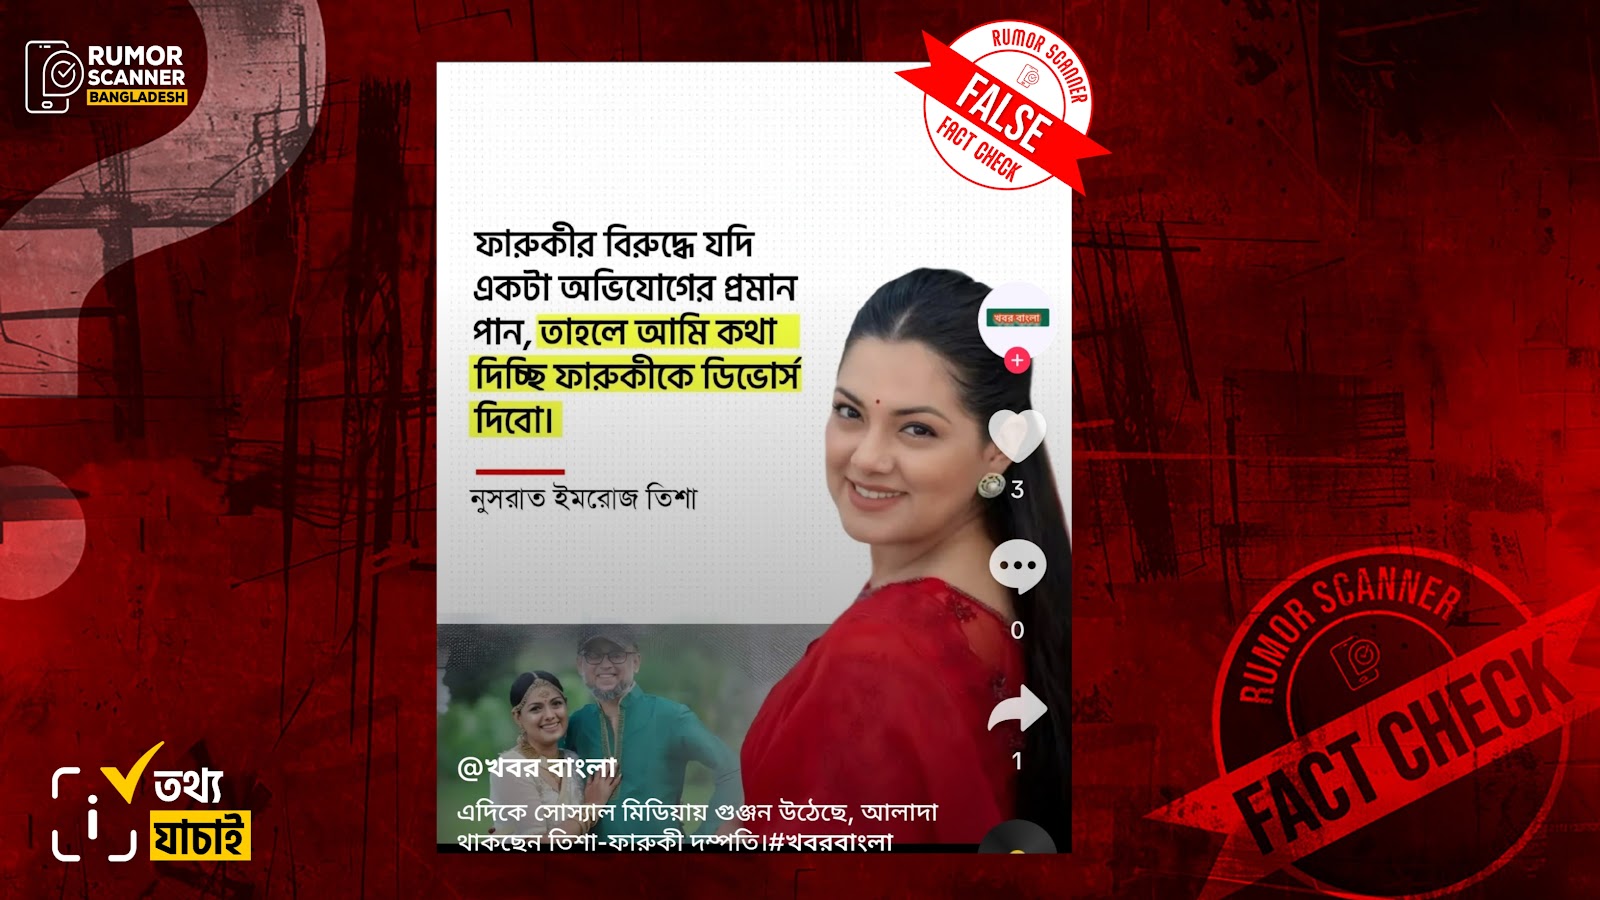 RUMOR
SCANNER
BANGLADESH
RUMOR SCANNER
FALSE
FACT CHECK
ফারুকীর বিরুদ্ধে যদি
একটা অভিযোগের প্রমান
পান, তাহলে আমি কথা
দিচ্ছি ফারুকীকে ডিভোর্স
দিবো।
নুসরাত ইমরোজ তিশা
খবর বাংলা
3
0
1
@খবর বাংলা
এদিকে সোস্যাল মিডিয়ায় গুঞ্জন উঠেছে, আলাদা
থাকছেন তিশা-ফারুকী দম্পতি।#খবরবাংলা
তথ্য
যাচাই
RUMOR SCANNER
FACT CHECK